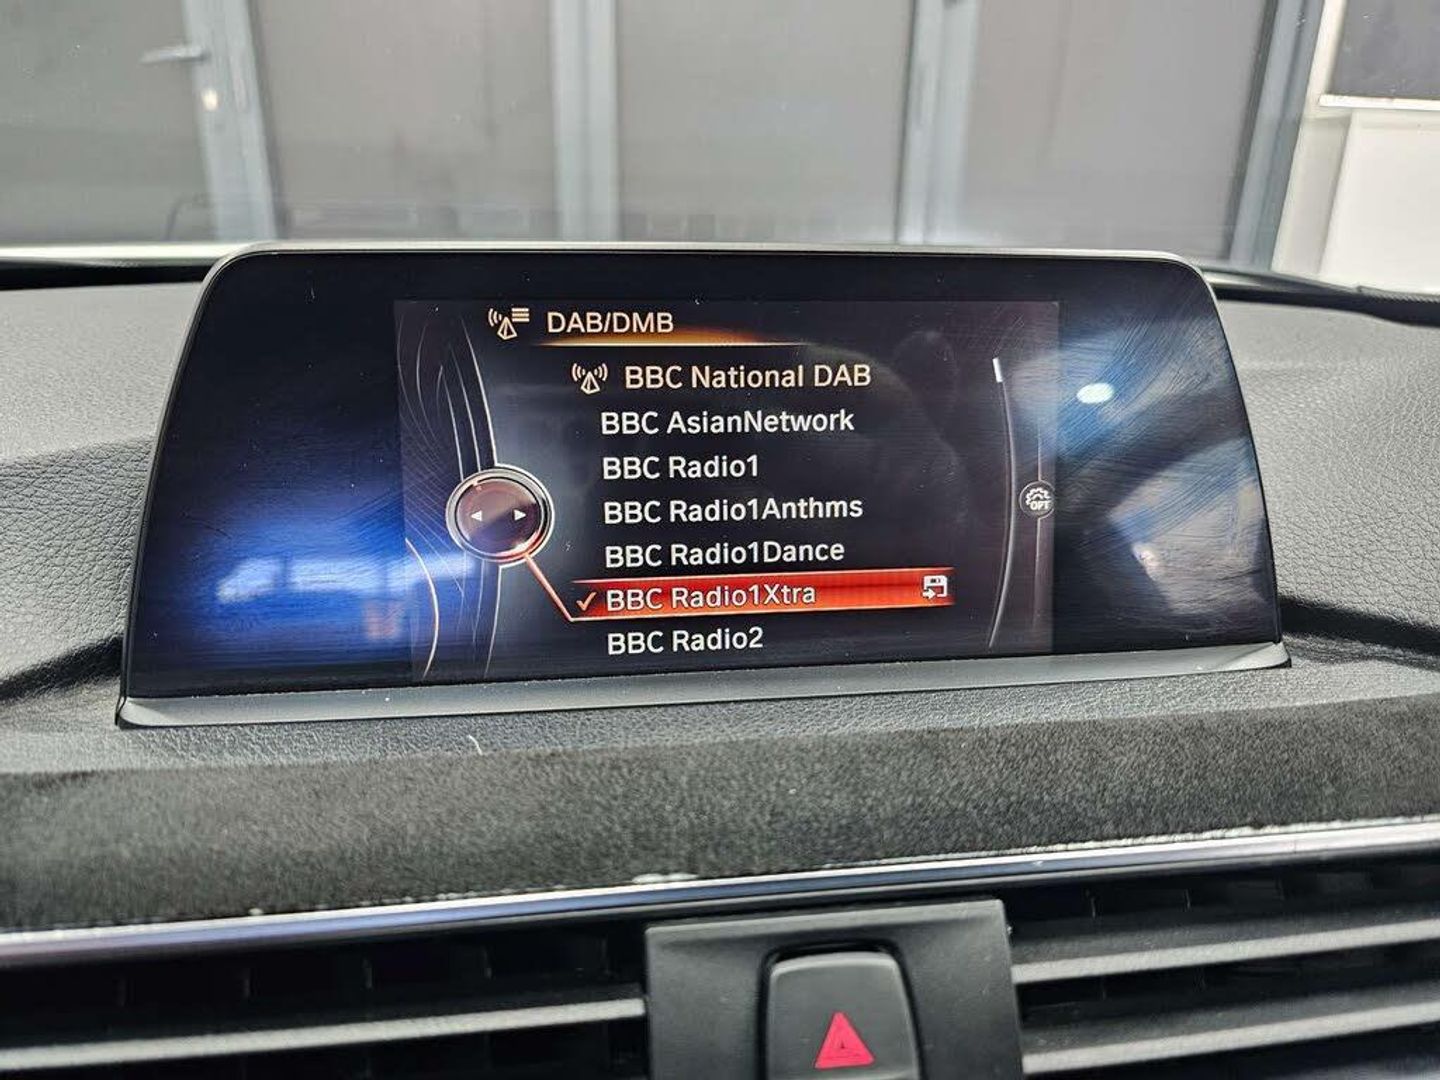 DAB/DMB
BBC National DAB
BBC AsianNetwork
BBC Radio1
BBC Radio1Anthms
BBC Radio1Dance
BBC Radio1Xtra
BBC Radio2
OPT